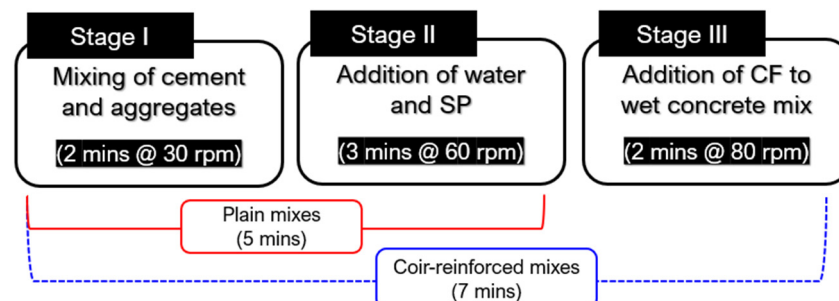 Stage I
Mixing of cement
and aggregates
(2 mins @ 30 rpm)
Stage II
Addition of water
and SP
(3 mins @ 60 rpm)
Stage III
Addition of CF to
wet concrete mix
(2 mins @ 80 rpm)
Plain mixes
(5 mins)
Coir-reinforced mixes
(7 mins)